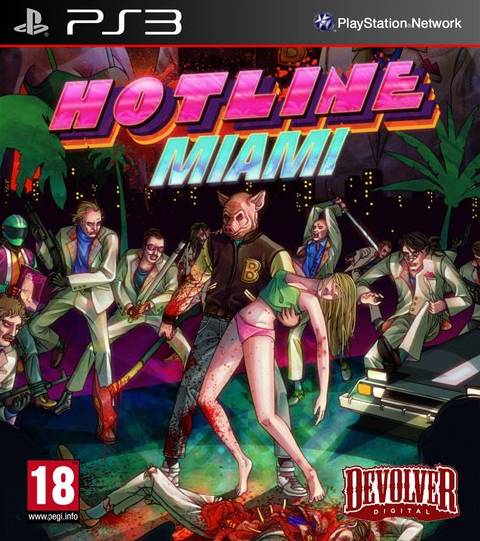 PS3
PlayStation Network
HOTLINE
MIAMI
B
18
www.pegi.info
DEVOLVER
DIGITAL